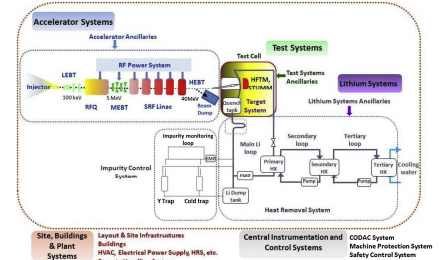 Accelerator Systems
Accelerator Ancillaries
RF Power System
LEBT
HEBT
Injector
100 keV
5 MeV
40MeV
RFQ
MEBT
SRF Linac
Beam
Dump
Test Cell
HFTM,
STUMM
Target
System
Quench
tank
Test Systems
Test Systems
Ancillaries
Lithium Systems
Lithium Systems Ancillaries
Impurity monitoring
loop
Impurity Control
System
EMP
EMP
Y Trap
Cold trap
Main Li
loop
Li Dump tank
Primary
HX
Secondary
loop
Pump
Secondary
HX
Tertiary
loop
Pump
Tertiary
HX
Cooling
water
Heat Removal System
Site, Buildings
& Plant
Systems
Layout & Site Infrastructures
Buildings
HVAC, Electrical Power Supply, HRS, etc.
Central Instrumentation and
Control Systems
CODAC System
Machine Protection System
Safety Control System